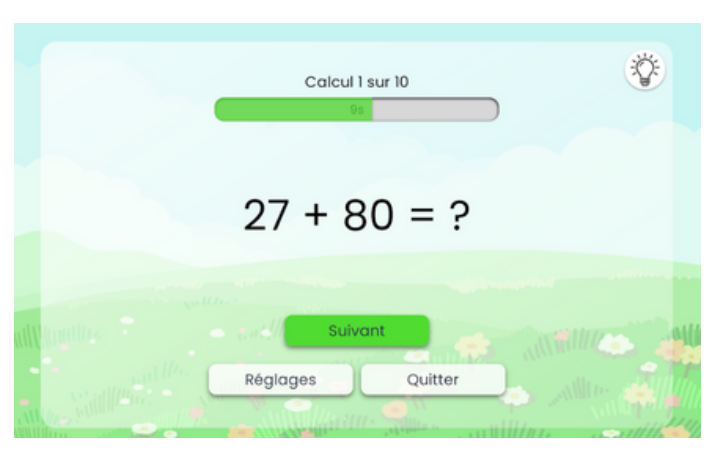 Calcul 1 sur 10
9s
27 + 80 = ?
Suivant
Réglages
Quitter